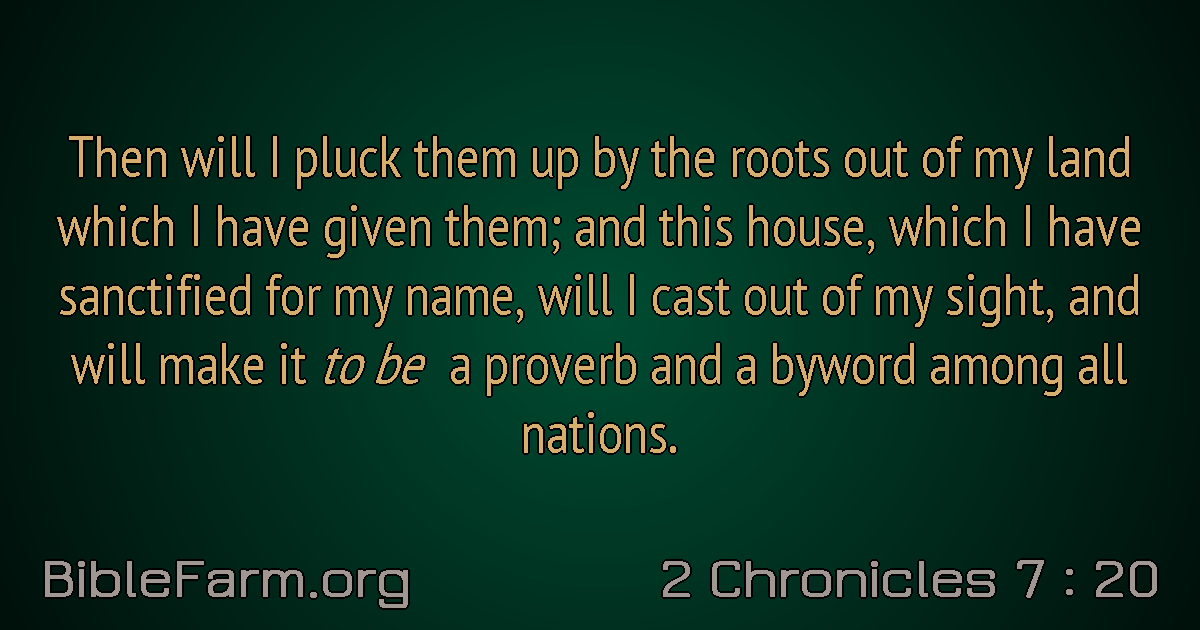 Then will I pluck them up by the roots out of my land
which I have given them; and this house, which I have
sanctified for my name, will I cast out of my sight, and
will make it to be a proverb and a byword among all
nations.
BibleFarm.org
2 Chronicles 7 : 20